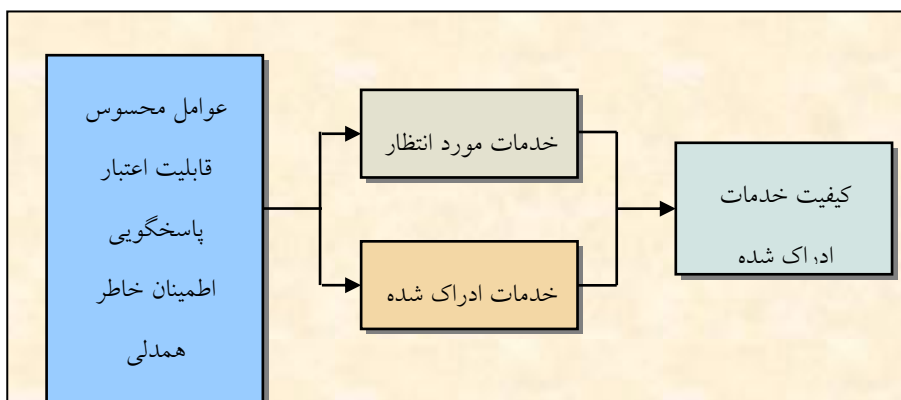 عوامل محسوس
قابلیت اعتبار
پاسخگویی
اطمینان خاطر
همدلی
خدمات مورد انتظار
خدمات ادراک شده
کیفیت خدمات
ادراک شده